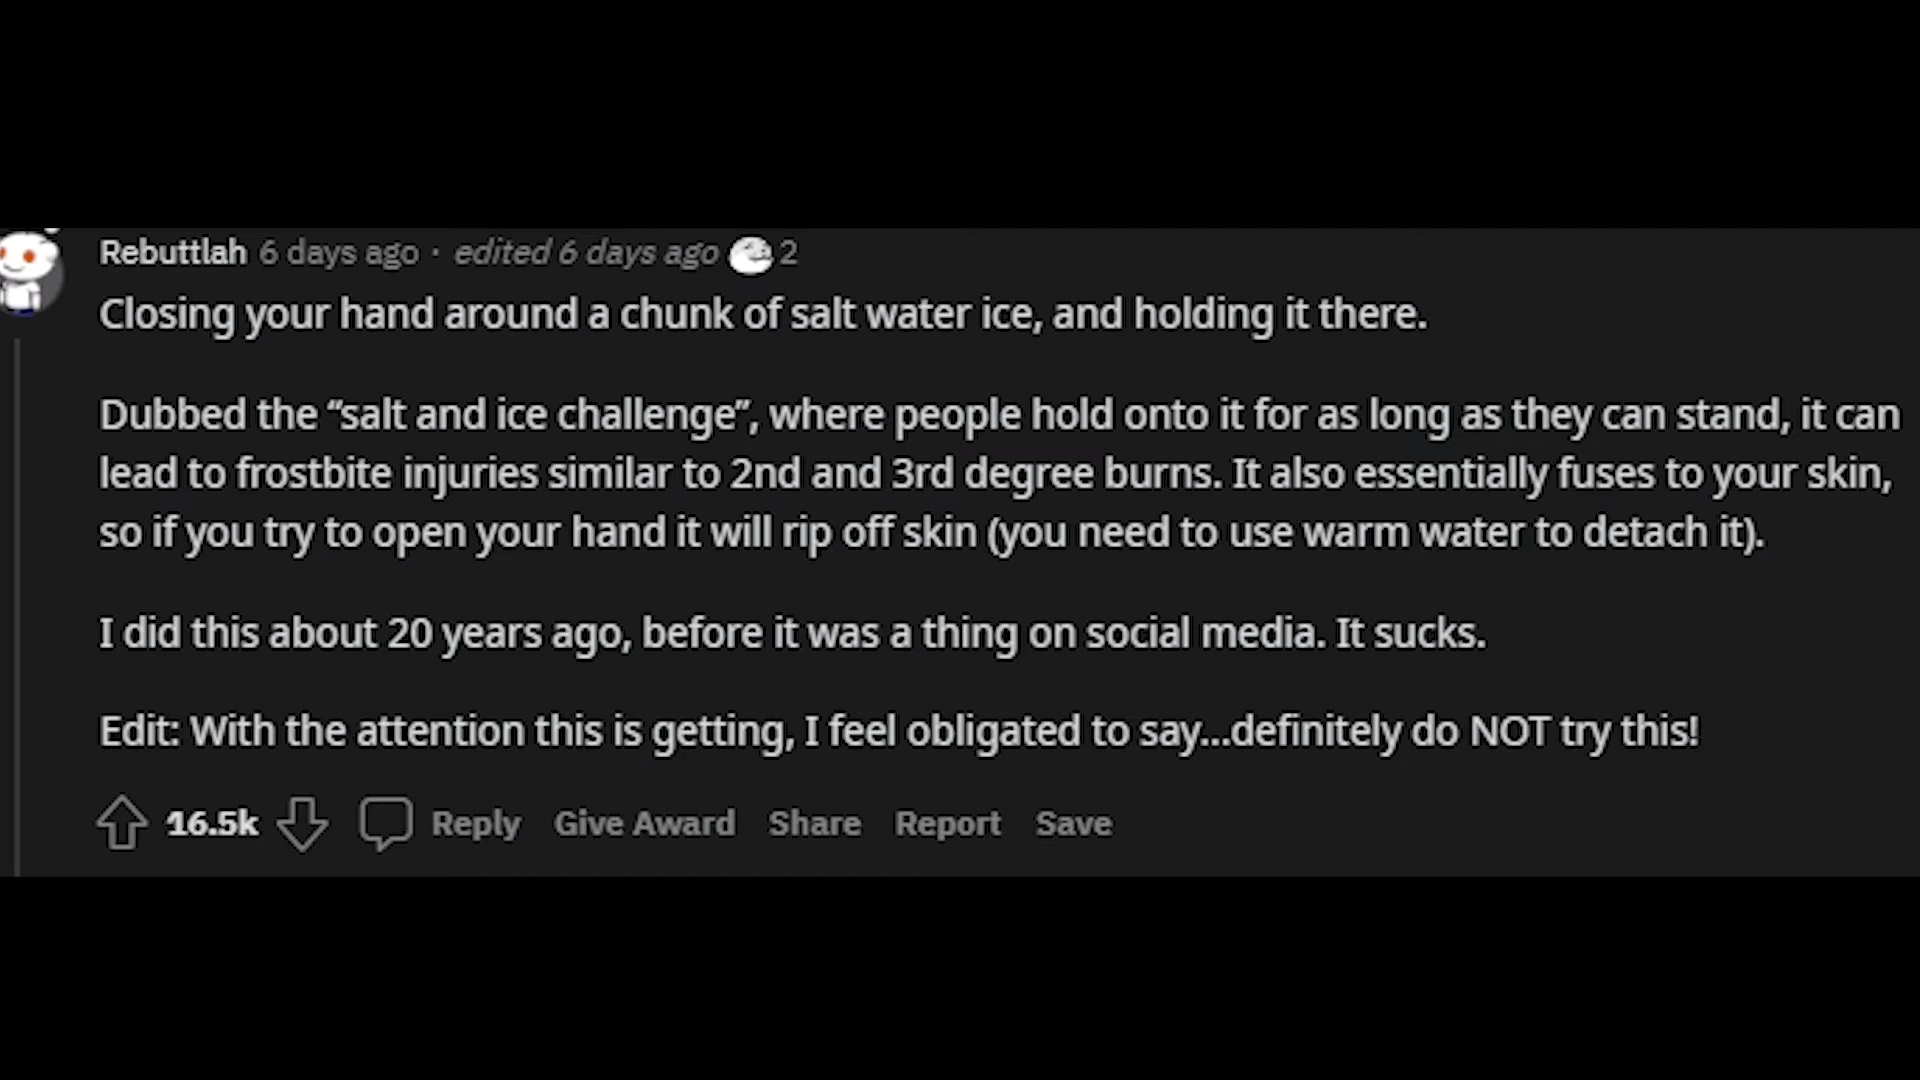 Rebuttlah 6 days ago · edited 6 days ago 2
Closing your hand around a chunk of salt water ice, and holding it there.
Dubbed the “salt and ice challenge”, where people hold onto it for as long as they can stand, it can
lead to frostbite injuries similar to 2nd and 3rd degree burns. It also essentially fuses to your skin,
so if you try to open your hand it will rip off skin (you need to use warm water to detach it).
I did this about 20 years ago, before it was a thing on social media. It sucks.
Edit: With the attention this is getting, I feel obligated to say...definitely do NOT try this!
16.5k Reply Give Award Share Report Save